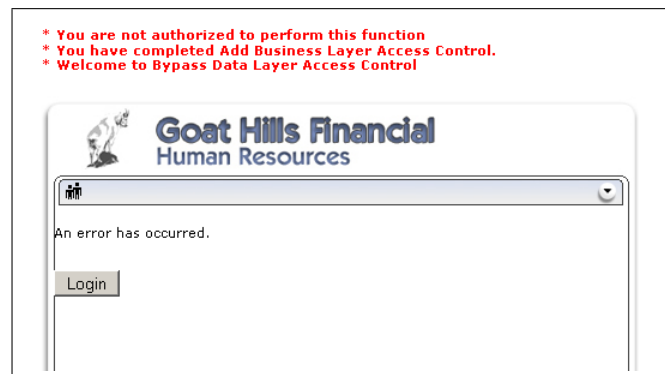 * You are not authorized to perform this function
* You have completed Add Business Layer Access Control.
* Welcome to Bypass Data Layer Access Control
Goat Hills Financial
Human Resources
An error has occurred.
Login